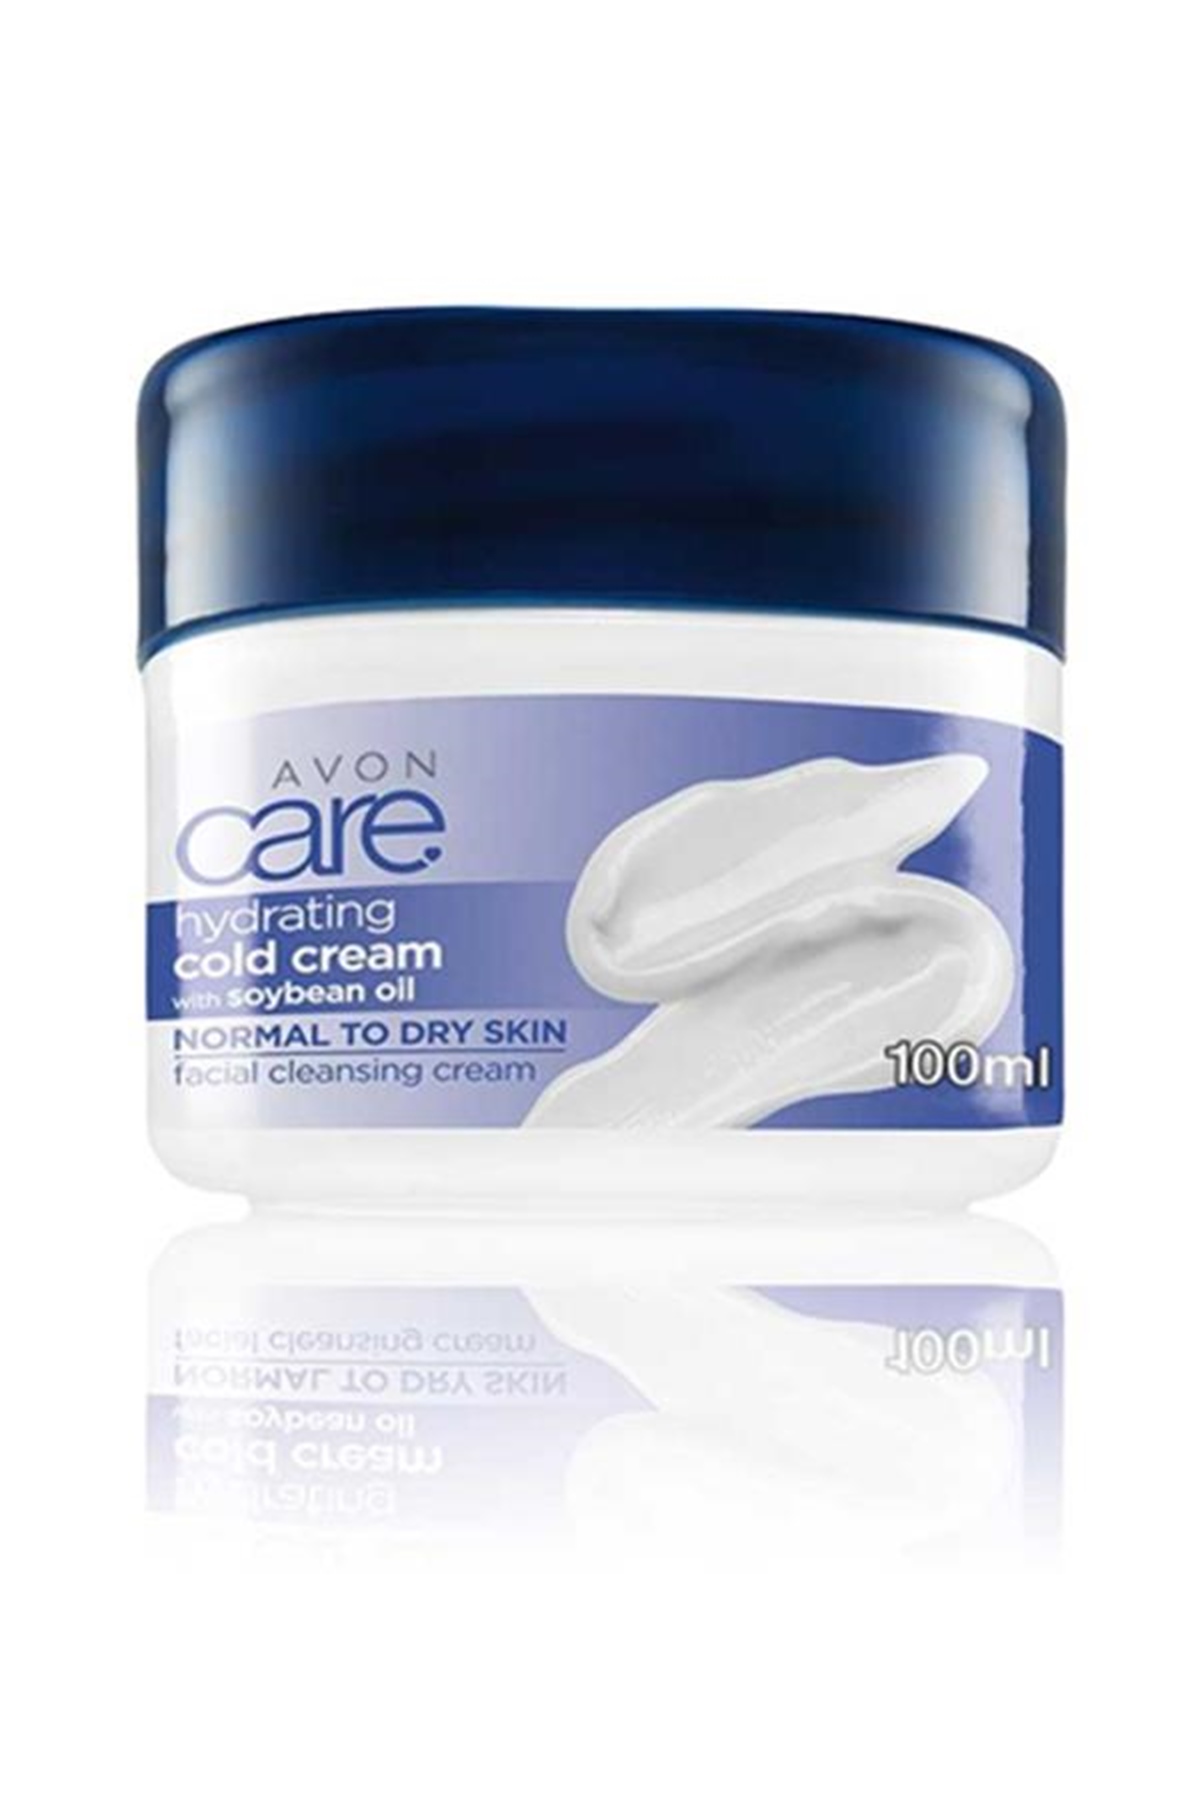 AVON
care
hydrating
cold cream
with soybean oil
NORMAL TO DRY SKIN
facial cleansing cream
100ml